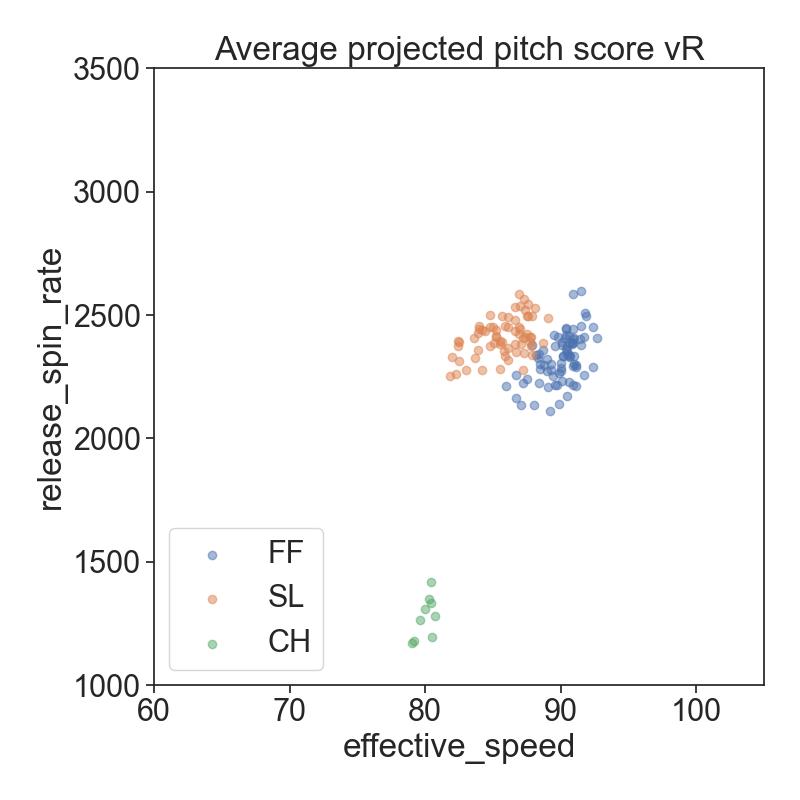 Average projected pitch score vR
release_spin_rate
3500
3000
2500
2000
1500
1000
FF
SL
CH
60
70
80
90
100
effective_speed